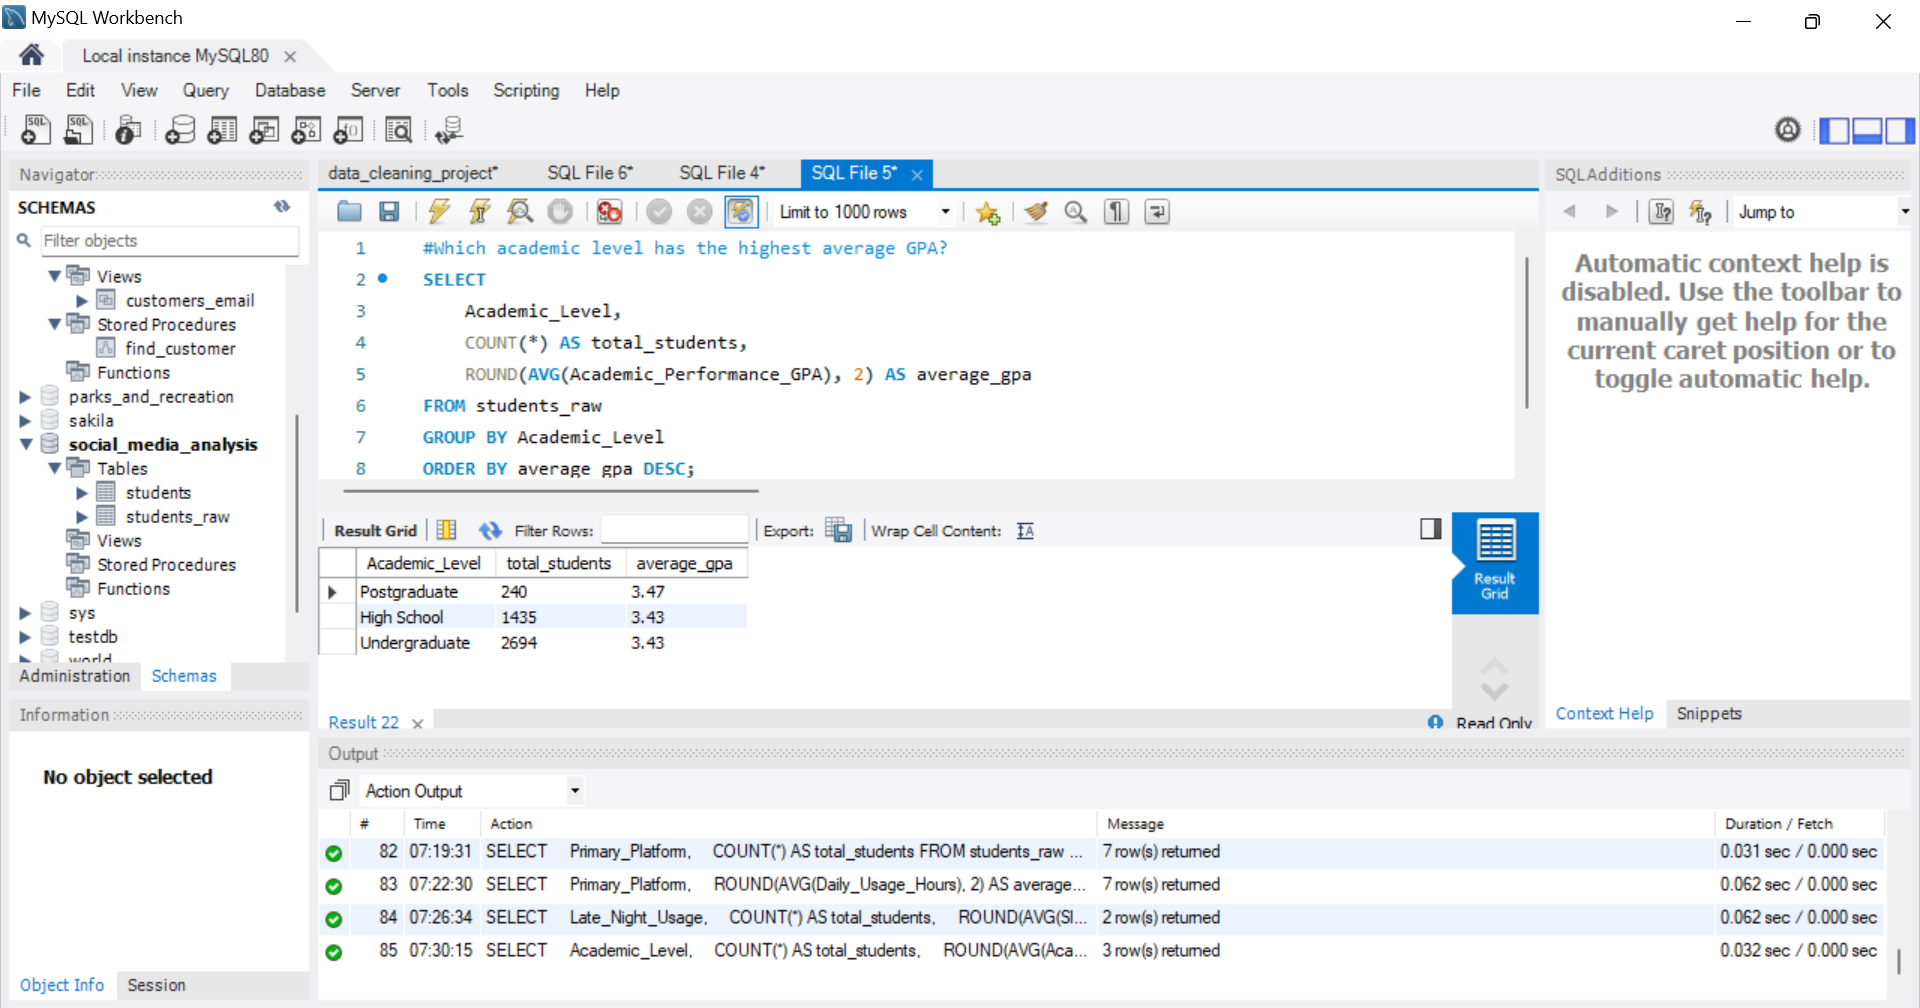 MySQL Workbench
Local instance MySQL80
File Edit View Query Database Server Tools Scripting Help
Navigator
SCHEMAS
Filter objects
Views
customers_email
Stored Procedures
find_customer
Functions
parks_and_recreation
sakila
social_media_analysis
Tables
students
students_raw
Views
Stored Procedures
Functions
sys
testdb
world
Administration Schemas
Information
No object selected
Object Info Session
data_cleaning_project* SQL File 6* SQL File 4* SQL File 5*
Limit to 1000 rows
1 #Which academic level has the highest average GPA?
2 SELECT
3 Academic_Level,
4 COUNT(*) AS total_students,
5 ROUND(AVG(Academic_Performance_GPA), 2) AS average_gpa
6 FROM students_raw
7 GROUP BY Academic_Level
8 ORDER BY average_gpa DESC;
Result Grid Filter Rows: Export: Wrap Cell Content:
Academic_Level total_students average_gpa
Postgraduate 240 3.47
High School 1435 3.43
Undergraduate 2694 3.43
Result Grid
Result 22
Read Only
SQLAdditions
Jump to
Automatic context help is
disabled. Use the toolbar to
manually get help for the
current caret position or to
toggle automatic help.
Context Help Snippets
Output
Action Output
# Time Action Message Duration / Fetch
82 07:19:31 SELECT Primary_Platform, COUNT(*) AS total_students FROM students_raw ... 7 row(s) returned 0.031 sec / 0.000 sec
83 07:22:30 SELECT Primary_Platform, ROUND(AVG(Daily_Usage_Hours), 2) AS average... 7 row(s) returned 0.062 sec / 0.000 sec
84 07:26:34 SELECT Late_Night_Usage, COUNT(*) AS total_students, ROUND(AVG(Sl... 2 row(s) returned 0.062 sec / 0.000 sec
85 07:30:15 SELECT Academic_Level, COUNT(*) AS total_students, ROUND(AVG(Aca... 3 row(s) returned 0.032 sec / 0.000 sec